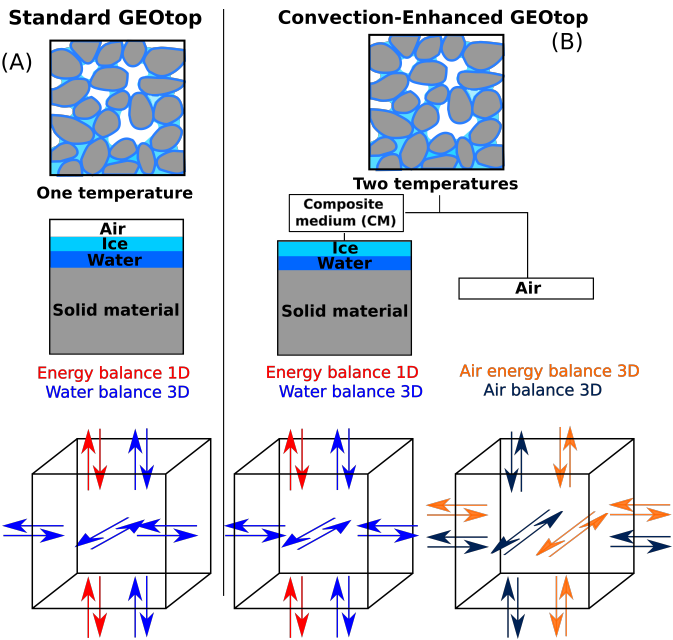 Standard GEOtop
Convection-Enhanced GEOtop
(A)
(B)
One temperature
Two temperatures
Composite
medium (CM)
Air
Ice
Water
Solid material
Ice
Water
Solid material
Air
Energy balance 1D
Water balance 3D
Energy balance 1D
Water balance 3D
Air energy balance 3D
Air balance 3D